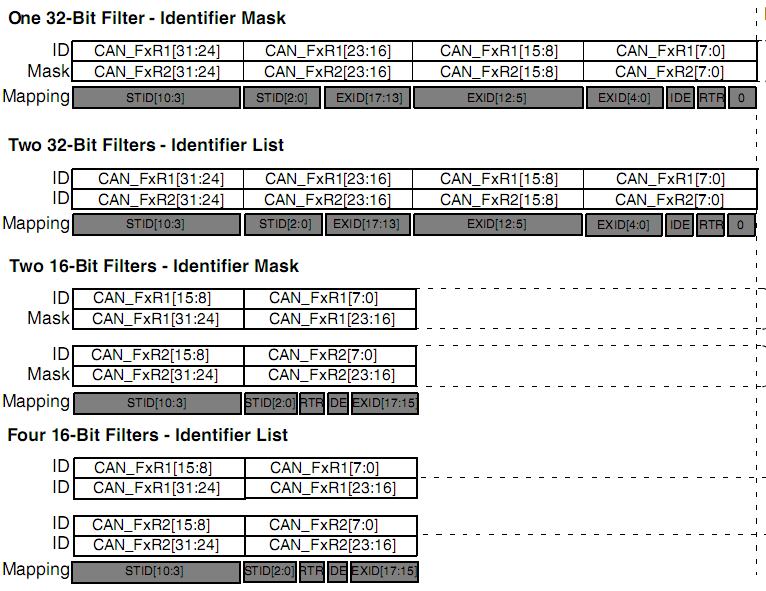 One 32-Bit Filter - Identifier Mask
ID CAN_FxR1[31:24] CAN_FxR1[23:16] CAN_FxR1[15:8] CAN_FxR1[7:0]
Mask CAN_FxR2[31:24] CAN_FxR2[23:16] CAN_FxR2[15:8] CAN_FxR2[7:0]
Mapping STID[10:3] STID[2:0] EXID[17:13] EXID[12:5] EXID[4:0] IDE RTR 0
Two 32-Bit Filters - Identifier List
ID CAN_FxR1[31:24] CAN_FxR1[23:16] CAN_FxR1[15:8] CAN_FxR1[7:0]
ID CAN_FxR2[31:24] CAN_FxR2[23:16] CAN_FxR2[15:8] CAN_FxR2[7:0]
Mapping STID[10:3] STID[2:0] EXID[17:13] EXID[12:5] EXID[4:0] IDE RTR 0
Two 16-Bit Filters - Identifier Mask
ID CAN_FxR1[15:8] CAN_FxR1[7:0]
Mask CAN_FxR1[31:24] CAN_FxR1[23:16]
ID CAN_FxR2[15:8] CAN_FxR2[7:0]
Mask CAN_FxR2[31:24] CAN_FxR2[23:16]
Mapping STID[10:3] STID[2:0] RTR IDE EXID[17:15]
Four 16-Bit Filters - Identifier List
ID CAN_FxR1[15:8] CAN_FxR1[7:0]
ID CAN_FxR1[31:24] CAN_FxR1[23:16]
ID CAN_FxR2[15:8] CAN_FxR2[7:0]
ID CAN_FxR2[31:24] CAN_FxR2[23:16]
Mapping STID[10:3] STID[2:0] RTR IDE EXID[17:15]